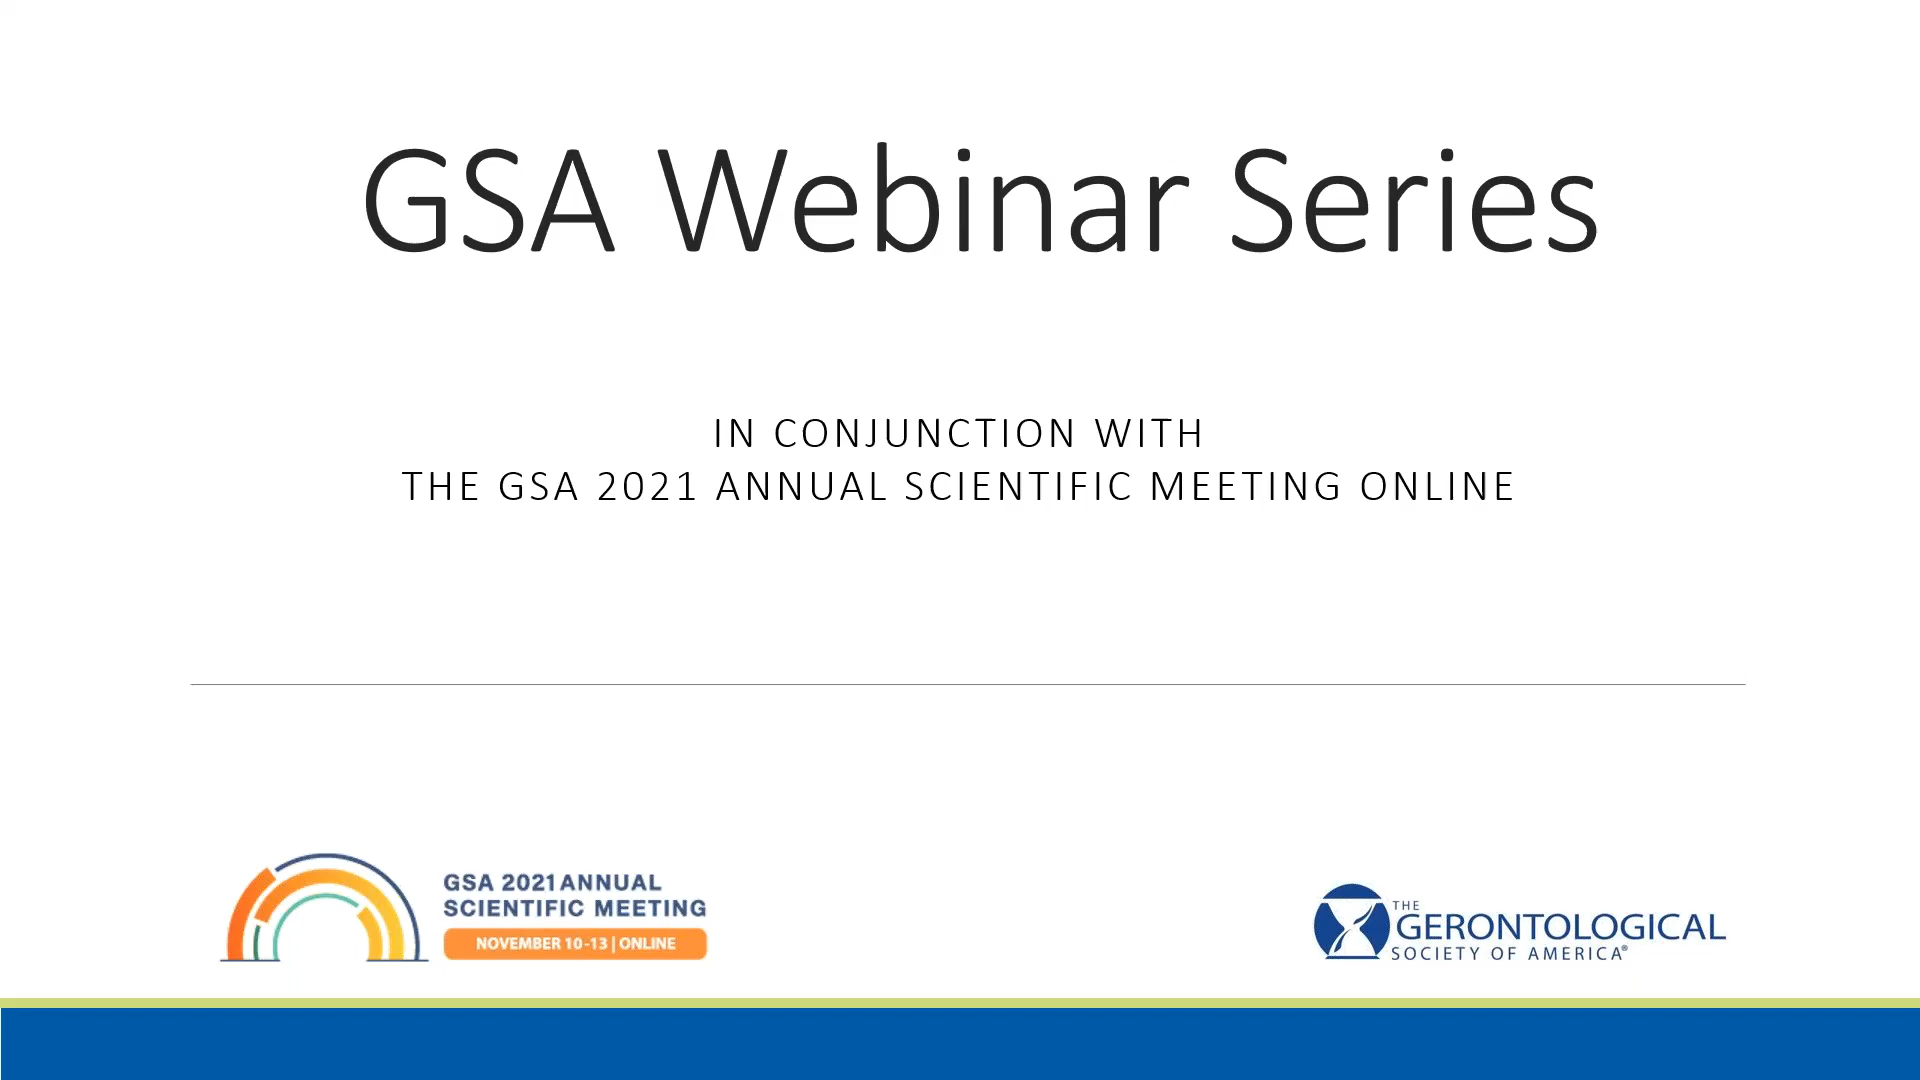 GSA Webinar Series
IN CONJUNCTION WITH
THE GSA 2021 ANNUAL SCIENTIFIC MEETING ONLINE
GSA 2021 ANNUAL
SCIENTIFIC MEETING
NOVEMBER 10-13 | ONLINE
THE
GERONTOLOGICAL
SOCIETY OF AMERICA®